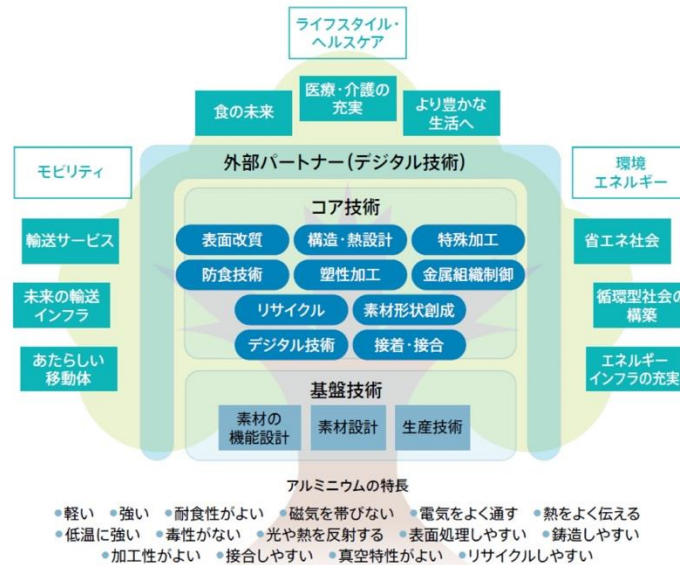 ライフスタイル・
ヘルスケア
食の未来
医療・介護の
充実
より豊かな
生活へ
モビリティ
外部パートナー(デジタル技術)
環境
エネルギー
コア技術
輸送サービス
表面改質
構造・熱設計
特殊加工
省エネ社会
防食技術
塑性加工
金属組織制御
未来の輸送
インフラ
リサイクル
素材形状創成
循環型社会の
構築
あたらしい
移動体
デジタル技術
接着・接合
エネルギー
インフラの充実
基盤技術
素材の
機能設計
素材設計
生産技術
アルミニウムの特長
●軽い ●強い ●耐食性がよい ●磁気を帯びない ●電気をよく通す ●熱をよく伝える
●低温に強い ●毒性がない ●光や熱を反射する ●表面処理しやすい ●鋳造しやすい
●加工性がよい ●接合しやすい ●真空特性がよい ●リサイクルしやすい